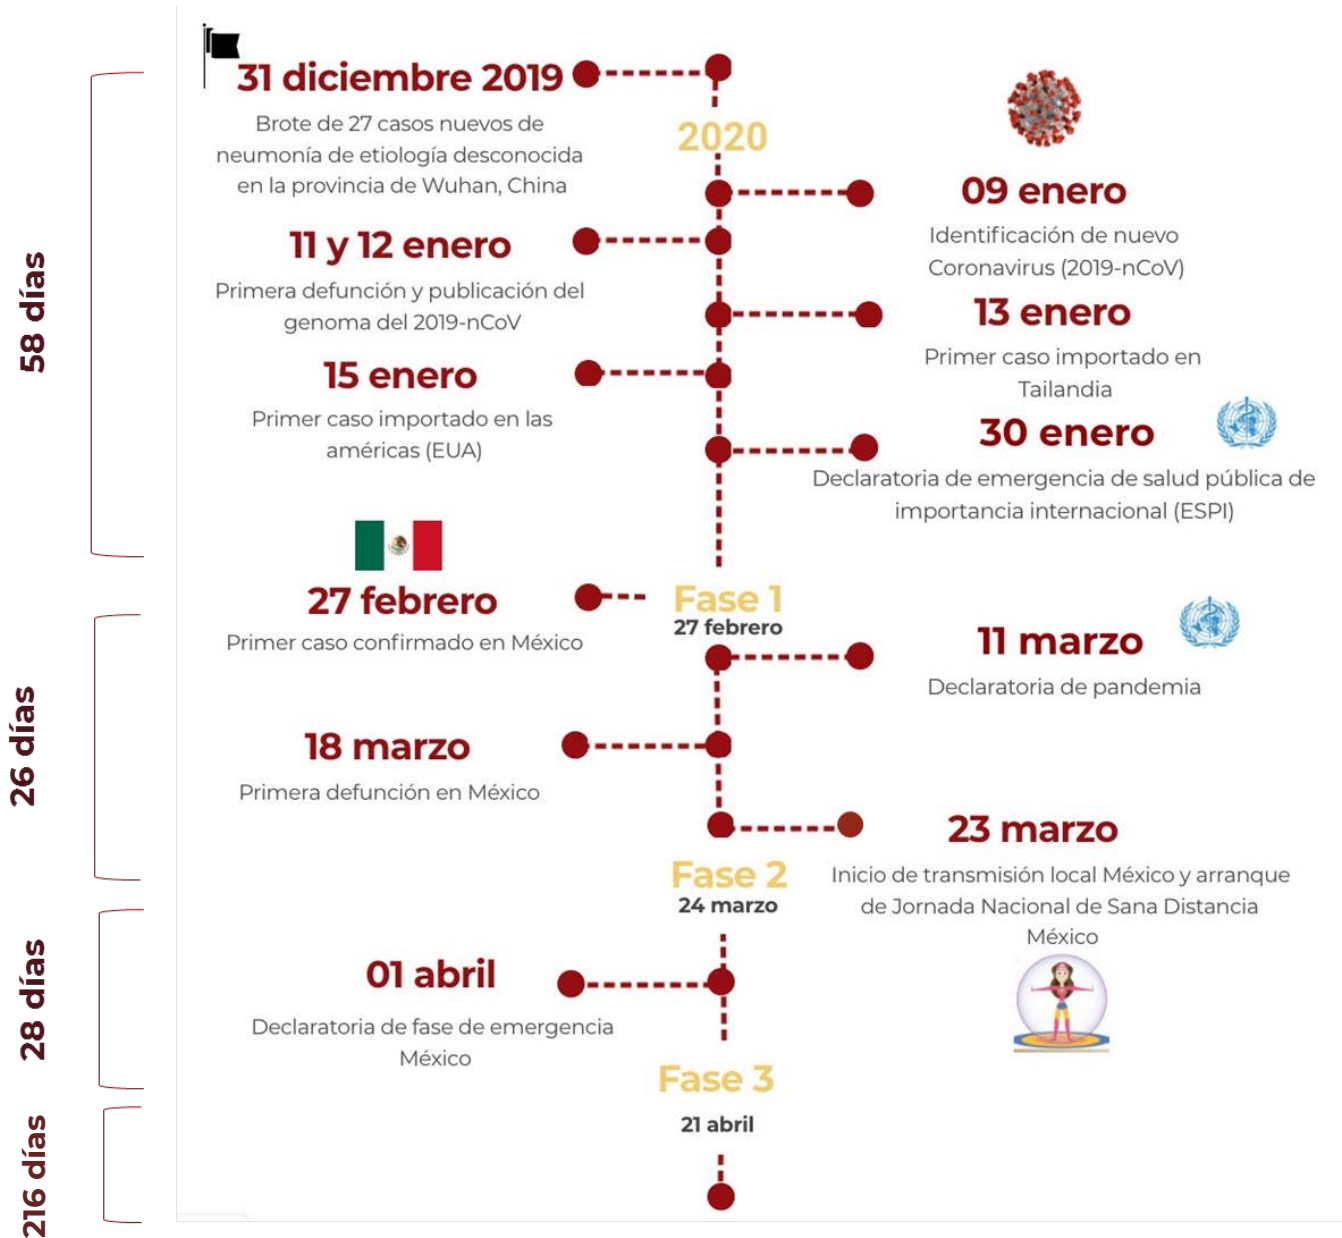 31 diciembre 2019
Brote de 27 casos nuevos de
neumonía de etiología desconocida
en la provincia de Wuhan, China
2020
09 enero
Identificación de nuevo
Coronavirus (2019-nCoV)
11 y 12 enero
Primera defunción y publicación del
genoma del 2019-nCoV
13 enero
Primer caso importado en
Tailandia
15 enero
Primer caso importado en las
américas (EUA)
30 enero
Declaratoria de emergencia de salud pública de
importancia internacional (ESPI)
58 días
27 febrero
Primer caso confirmado en México
Fase 1
27 febrero
11 marzo
Declaratoria de pandemia
18 marzo
Primera defunción en México
26 días
23 marzo
Inicio de transmisión local México y arranque
de Jornada Nacional de Sana Distancia
México
Fase 2
24 marzo
01 abril
Declaratoria de fase de emergencia
México
28 días
Fase 3
21 abril
216 días